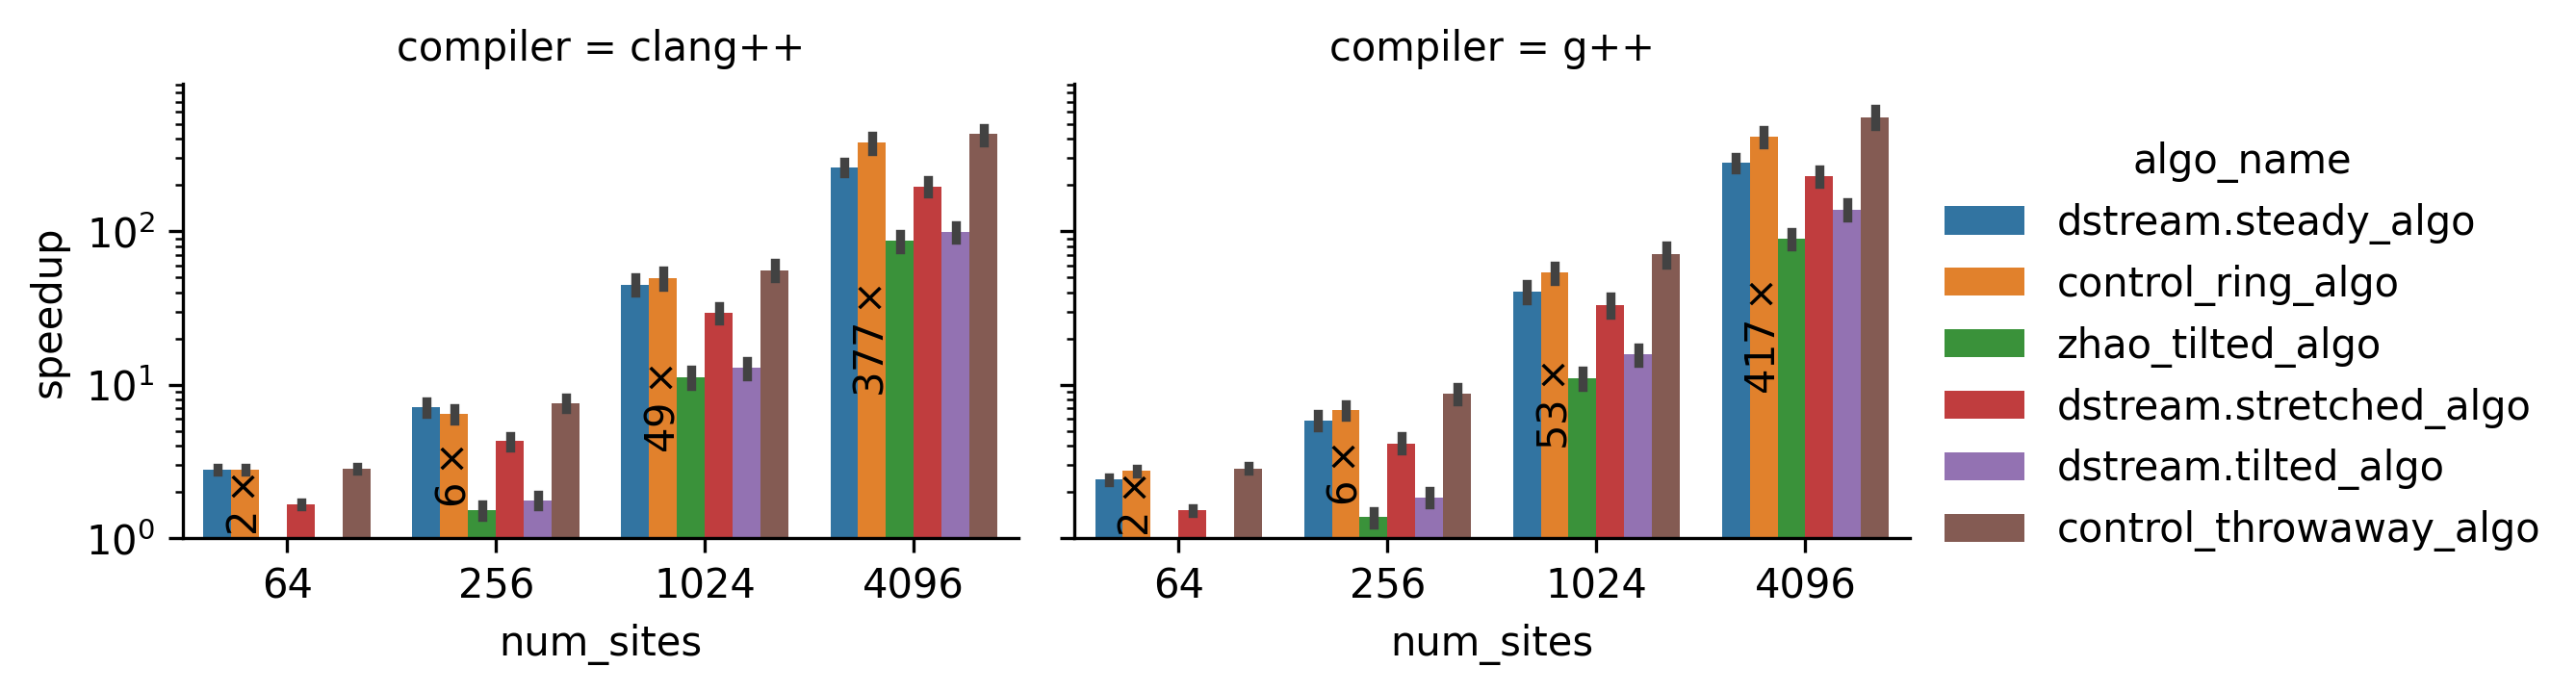 compiler = clang++
compiler = g++
speedup
10²
10¹
10⁰
2×
6×
49×
377×
64
256
1024
4096
num_sites
2×
6×
53×
417×
64
256
1024
4096
num_sites
algo_name
dstream.steady_algo
control_ring_algo
zhao_tilted_algo
dstream.stretched_algo
dstream.tilted_algo
control_throwaway_algo